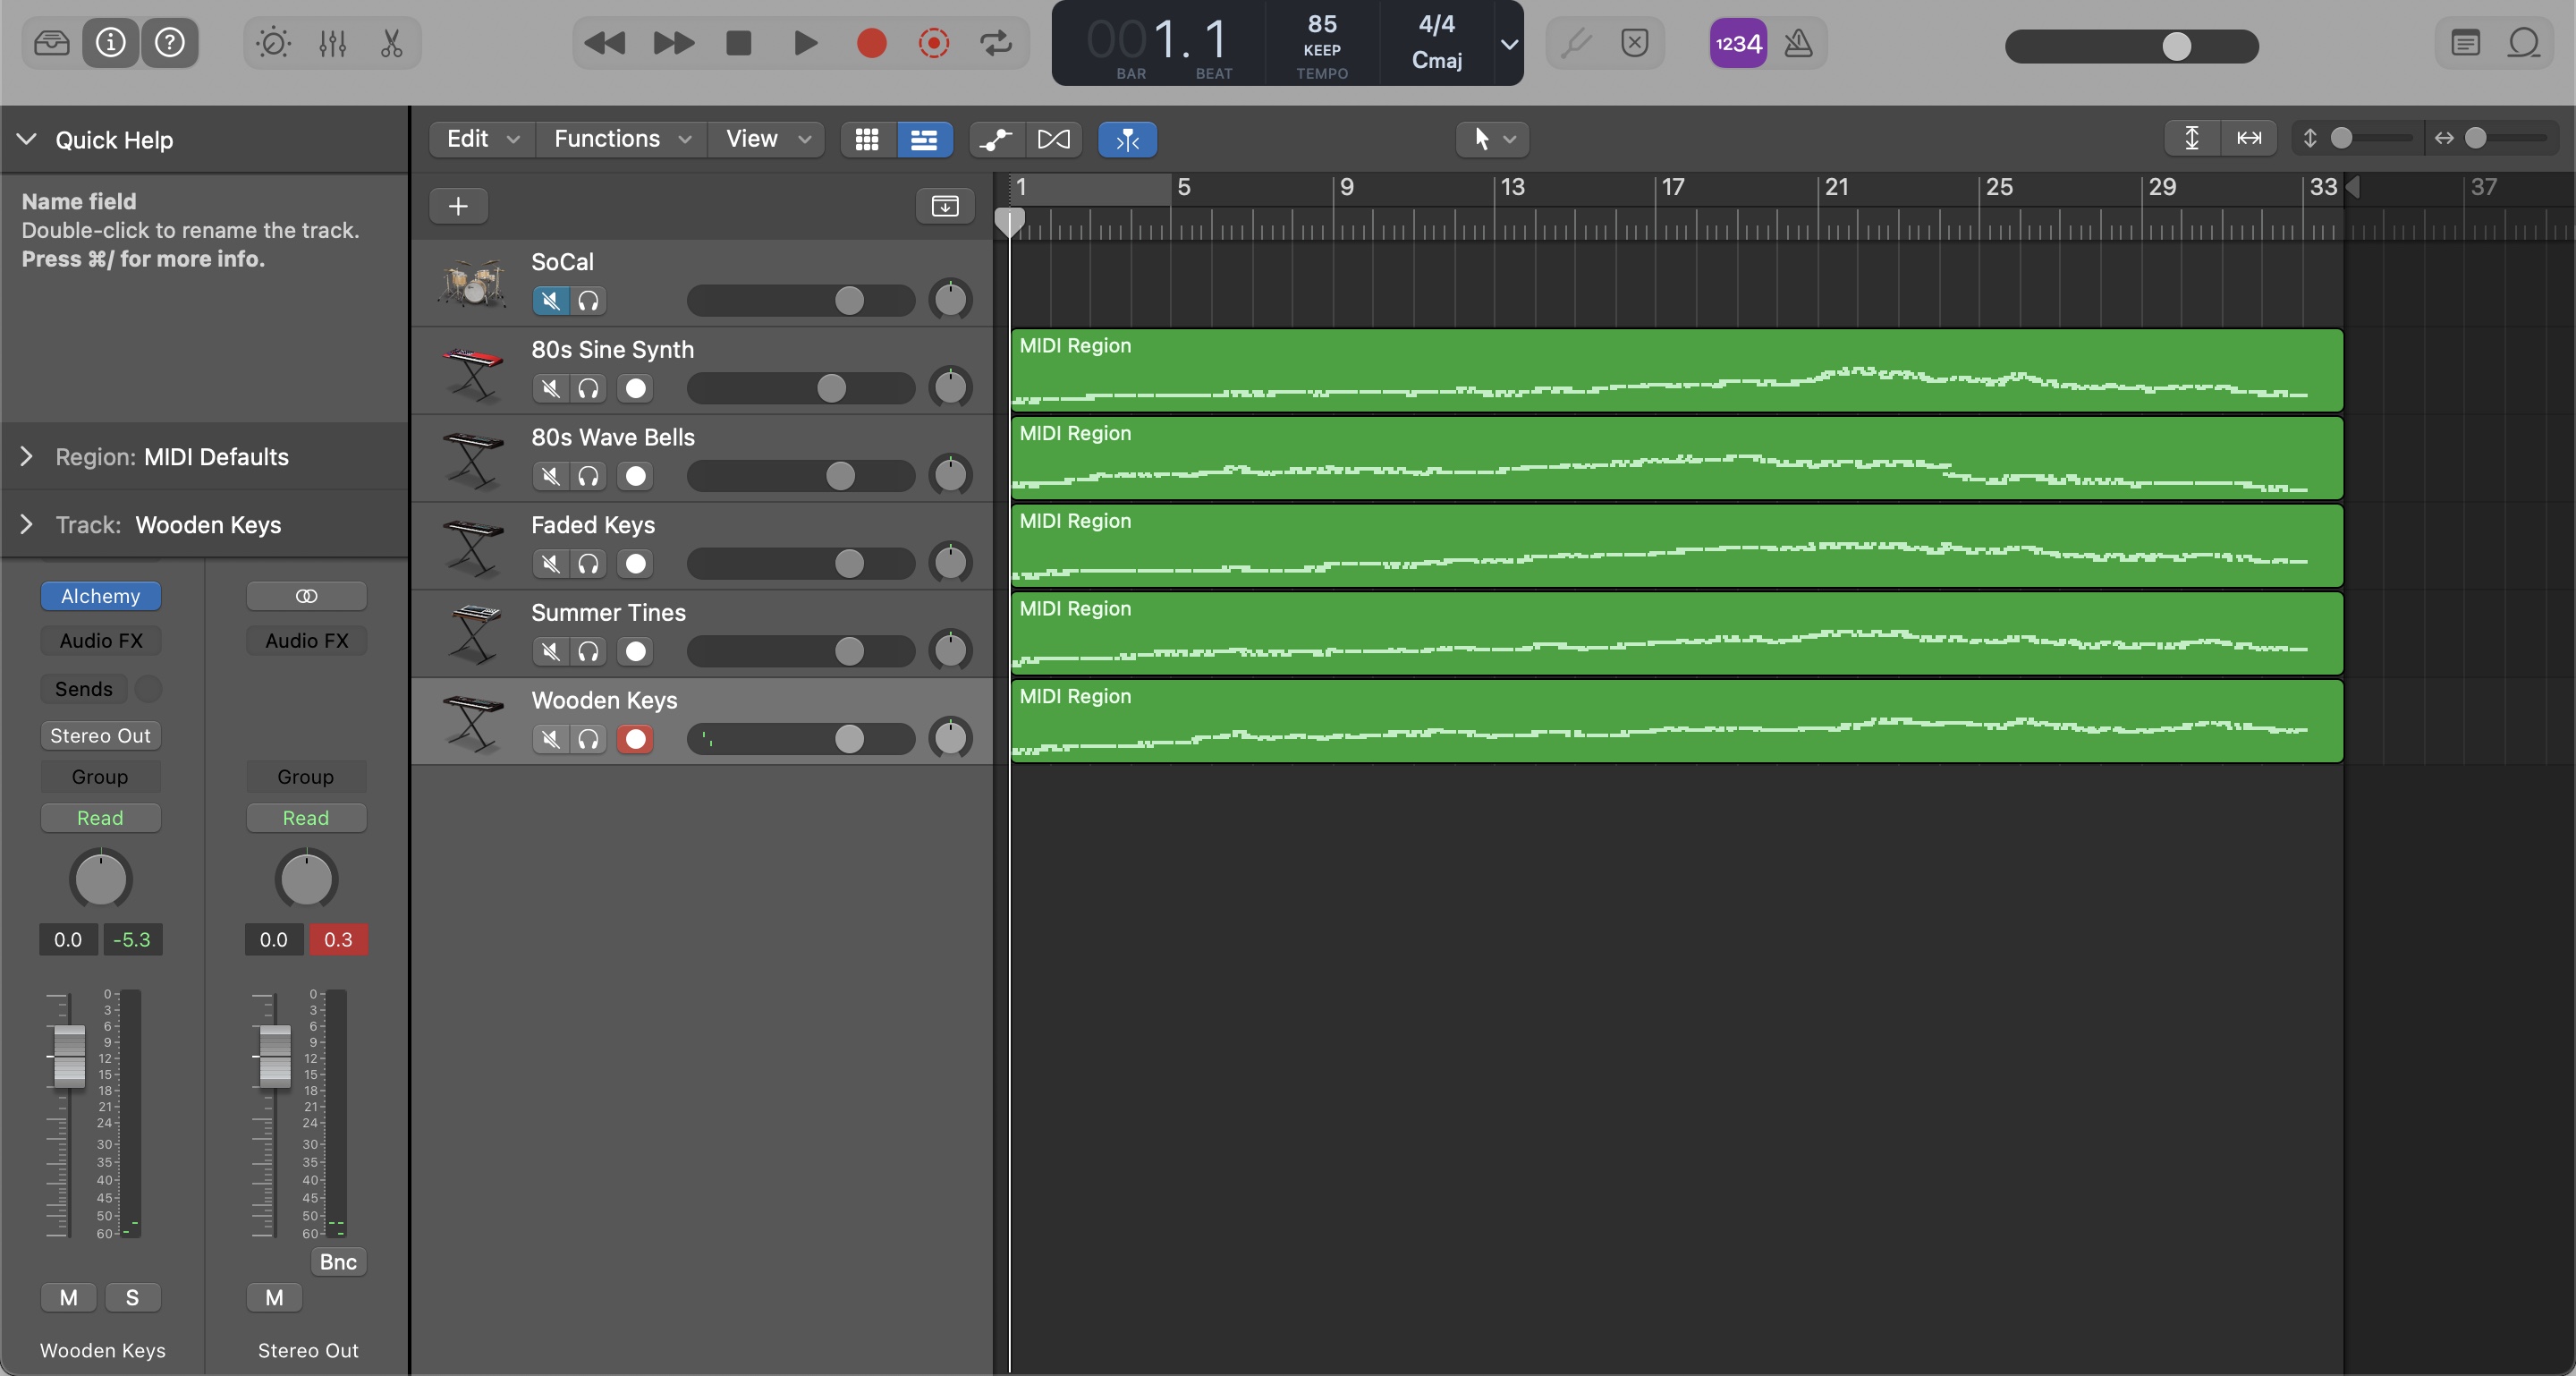 001. 1
BAR BEAT
85
KEEP
TEMPO
4/4
Cmaj
1234
Quick Help
Edit Functions View
Name field
Double-click to rename the track.
Press ⌘/ for more info.
1 5 9 13 17 21 25 29 33 37
SoCal
80s Sine Synth
MIDI Region
80s Wave Bells
MIDI Region
Region: MIDI Defaults
Track: Wooden Keys
Faded Keys
MIDI Region
Summer Tines
MIDI Region
Wooden Keys
MIDI Region
Alchemy
Audio FX Audio FX
Sends
Stereo Out
Group Group
Read Read
0.0 -5.3 0.0 0.3
0 0
3 3
6 6
9 9
12 12
15 15
18 18
21 21
24 24
30 30
35 35
40 40
45 45
50 50
60 60
Bnc
M S M
Wooden Keys Stereo Out